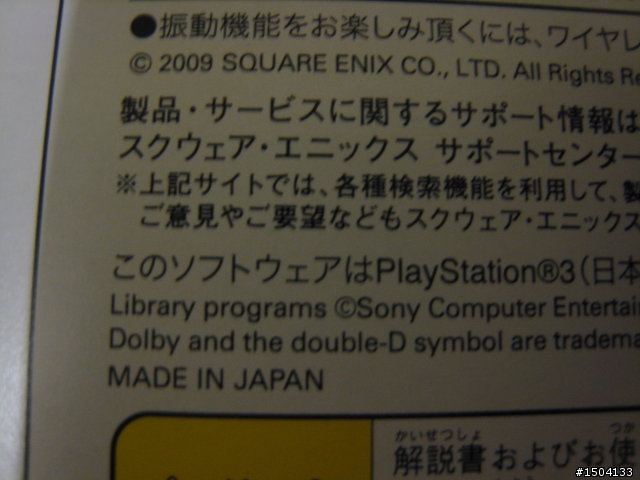 ●振動機能をお楽しみ頂くには、ワイヤレ
© 2009 SQUARE ENIX CO., LTD. All Rights Re
製品・サービスに関するサポート情報は
スクウェア・エニックス サポートセンター
※上記サイトでは、各種検索機能を利用して、製
ご意見やご要望などもスクウェア・エニックス
このソフトウェアはPlayStation®3(日本
Library programs ©Sony Computer Entertain
Dolby and the double-D symbol are tradema
MADE IN JAPAN
かいせつしょ つか
解説書およびお使
#1504133